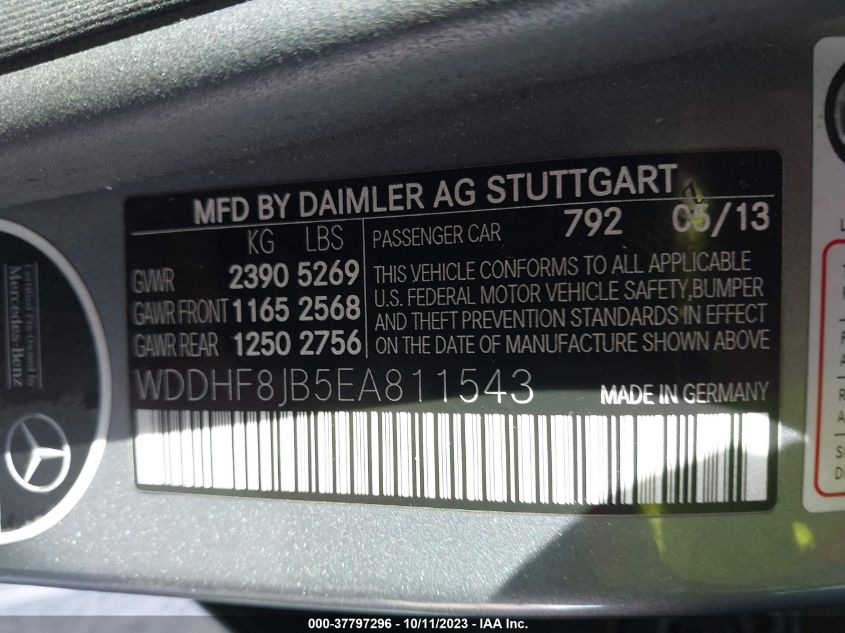 MFD BY DAIMLER AG STUTTGART
KG LBS
PASSENGER CAR 792 06/13
GVWR 2390 5269
GAWR FRONT 1165 2568
GAWR REAR 1250 2756
THIS VEHICLE CONFORMS TO ALL APPLICABLE
U.S. FEDERAL MOTOR VEHICLE SAFETY, BUMPER
AND THEFT PREVENTION STANDARDS IN EFFECT
ON THE DATE OF MANUFACTURE SHOWN ABOVE
WDDHF8JB5EA811543 MADE IN GERMANY
Mercedes-Benz
000-37797296 - 10/11/2023 - IAA Inc.